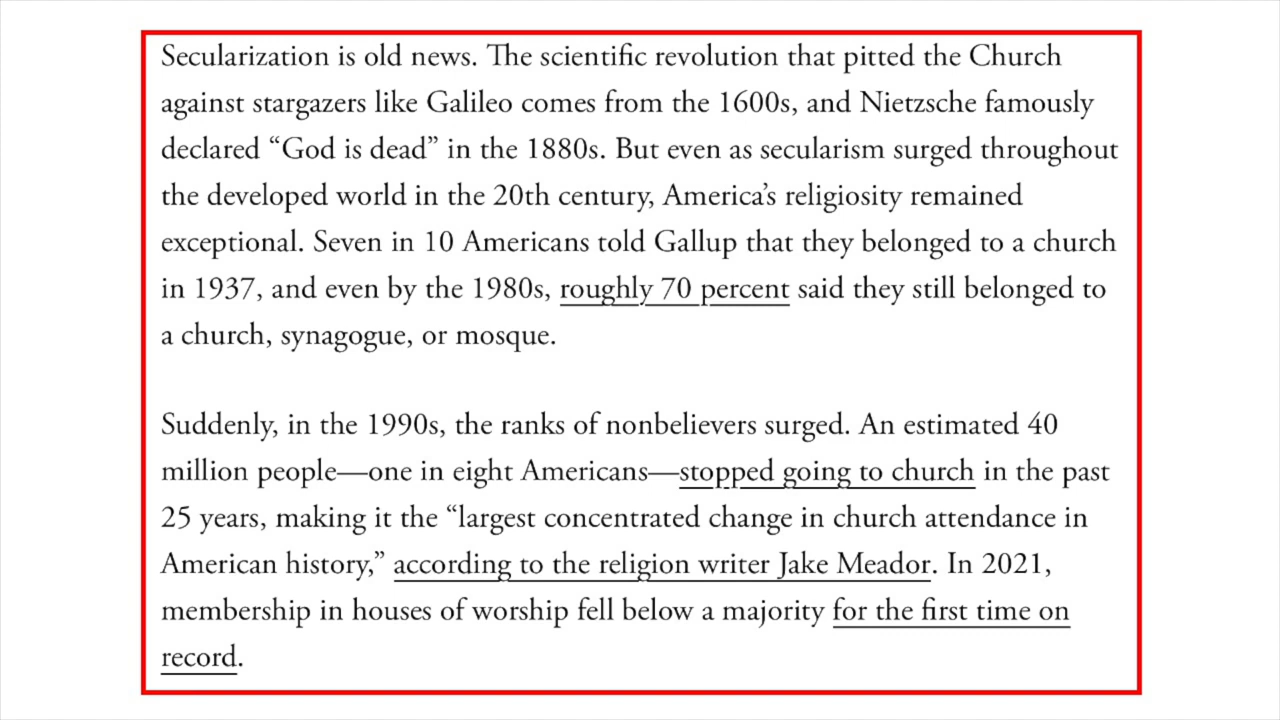 Secularization is old news. The scientific revolution that pitted the Church
against stargazers like Galileo comes from the 1600s, and Nietzsche famously
declared “God is dead” in the 1880s. But even as secularism surged throughout
the developed world in the 20th century, America’s religiosity remained
exceptional. Seven in 10 Americans told Gallup that they belonged to a church
in 1937, and even by the 1980s, roughly 70 percent said they still belonged to
a church, synagogue, or mosque.
Suddenly, in the 1990s, the ranks of nonbelievers surged. An estimated 40
million people—one in eight Americans—stopped going to church in the past
25 years, making it the “largest concentrated change in church attendance in
American history,” according to the religion writer Jake Meador. In 2021,
membership in houses of worship fell below a majority for the first time on
record.